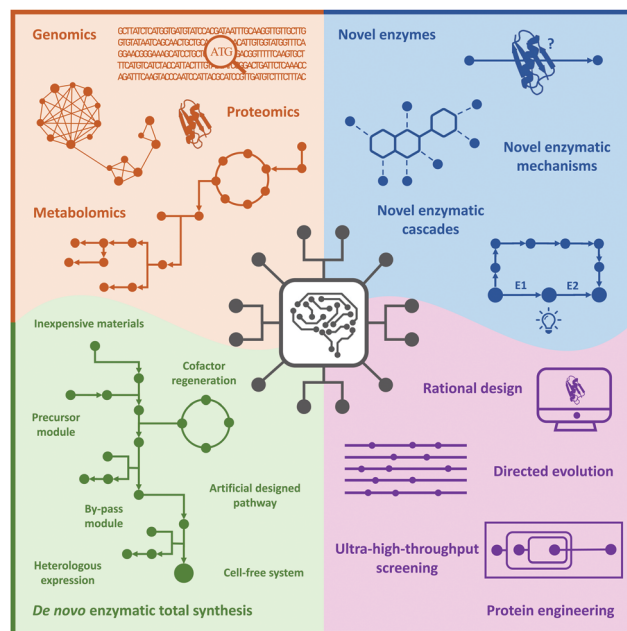 Genomics
GCTTATCTCATGGTGATGTATCCACGATAATTTGCAAGGTTGTTGCTTG
ATG
Proteomics
Metabolomics
Novel enzymes
?
Novel enzymatic
mechanisms
Novel enzymatic
cascades
E1 E2
Inexpensive materials
Cofactor
regeneration
Precursor
module
Artificial designed
pathway
By-pass
module
Heterologous
expression
Cell-free system
De novo enzymatic total synthesis
Rational design
Directed evolution
Ultra-high-throughput
screening
Protein engineering